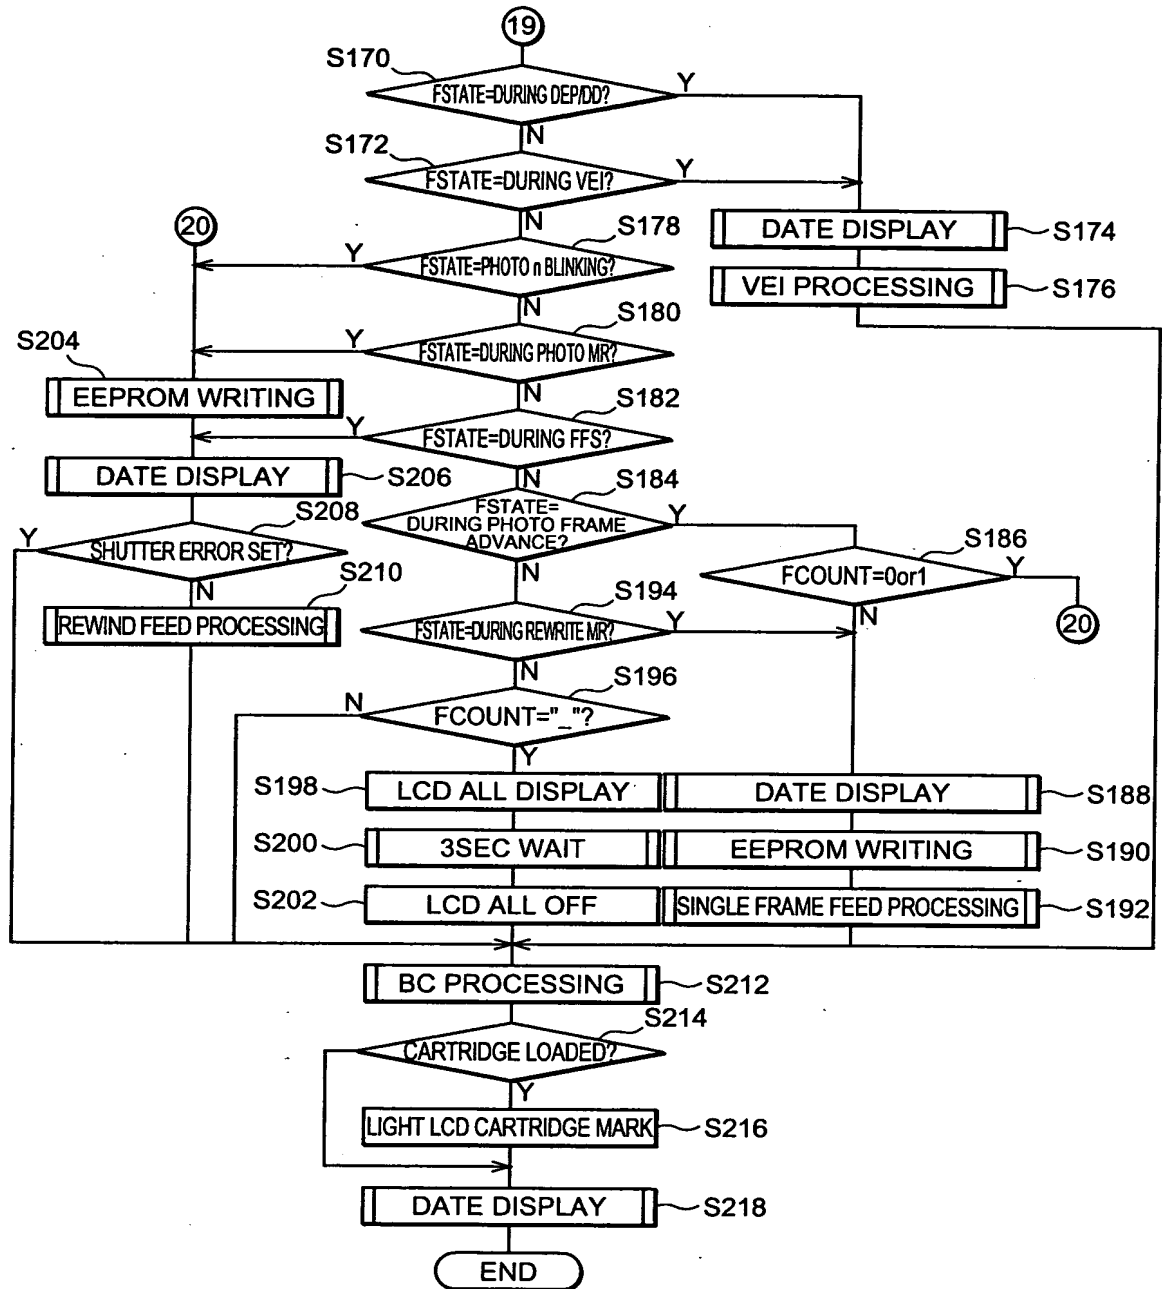 19
S170
FSTATE=DURING DEP/DD?
Y
N
S172
FSTATE=DURING VEI?
Y
N
20
S178
FSTATE=PHOTO n BLINKING?
Y
N
DATE DISPLAY
S174
VEI PROCESSING
S176
S180
FSTATE=DURING PHOTO MR?
Y
N
S204
EEPROM WRITING
S182
FSTATE=DURING FFS?
Y
N
DATE DISPLAY
S206
S184
FSTATE=
DURING PHOTO FRAME
ADVANCE?
Y
N
S208
SHUTTER ERROR SET?
Y
N
S186
FCOUNT=0or1
Y
N
20
S210
REWIND FEED PROCESSING
S194
FSTATE=DURING REWRITE MR?
Y
N
S196
FCOUNT="_"?
N
Y
S198
LCD ALL DISPLAY
DATE DISPLAY
S188
S200
3SEC WAIT
EEPROM WRITING
S190
S202
LCD ALL OFF
SINGLE FRAME FEED PROCESSING
S192
BC PROCESSING
S212
S214
CARTRIDGE LOADED?
Y
LIGHT LCD CARTRIDGE MARK
S216
DATE DISPLAY
S218
END